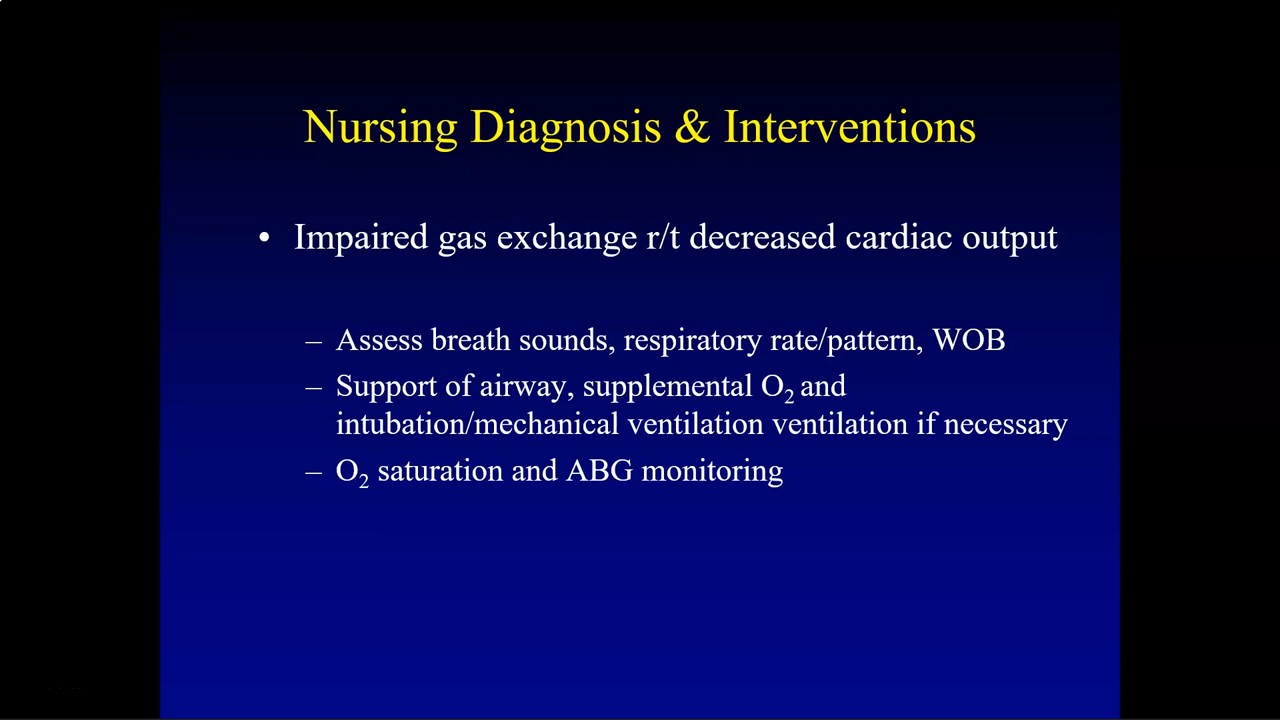 Nursing Diagnosis & Interventions
• Impaired gas exchange r/t decreased cardiac output
– Assess breath sounds, respiratory rate/pattern, WOB
– Support of airway, supplemental O₂ and
intubation/mechanical ventilation ventilation if necessary
– O₂ saturation and ABG monitoring